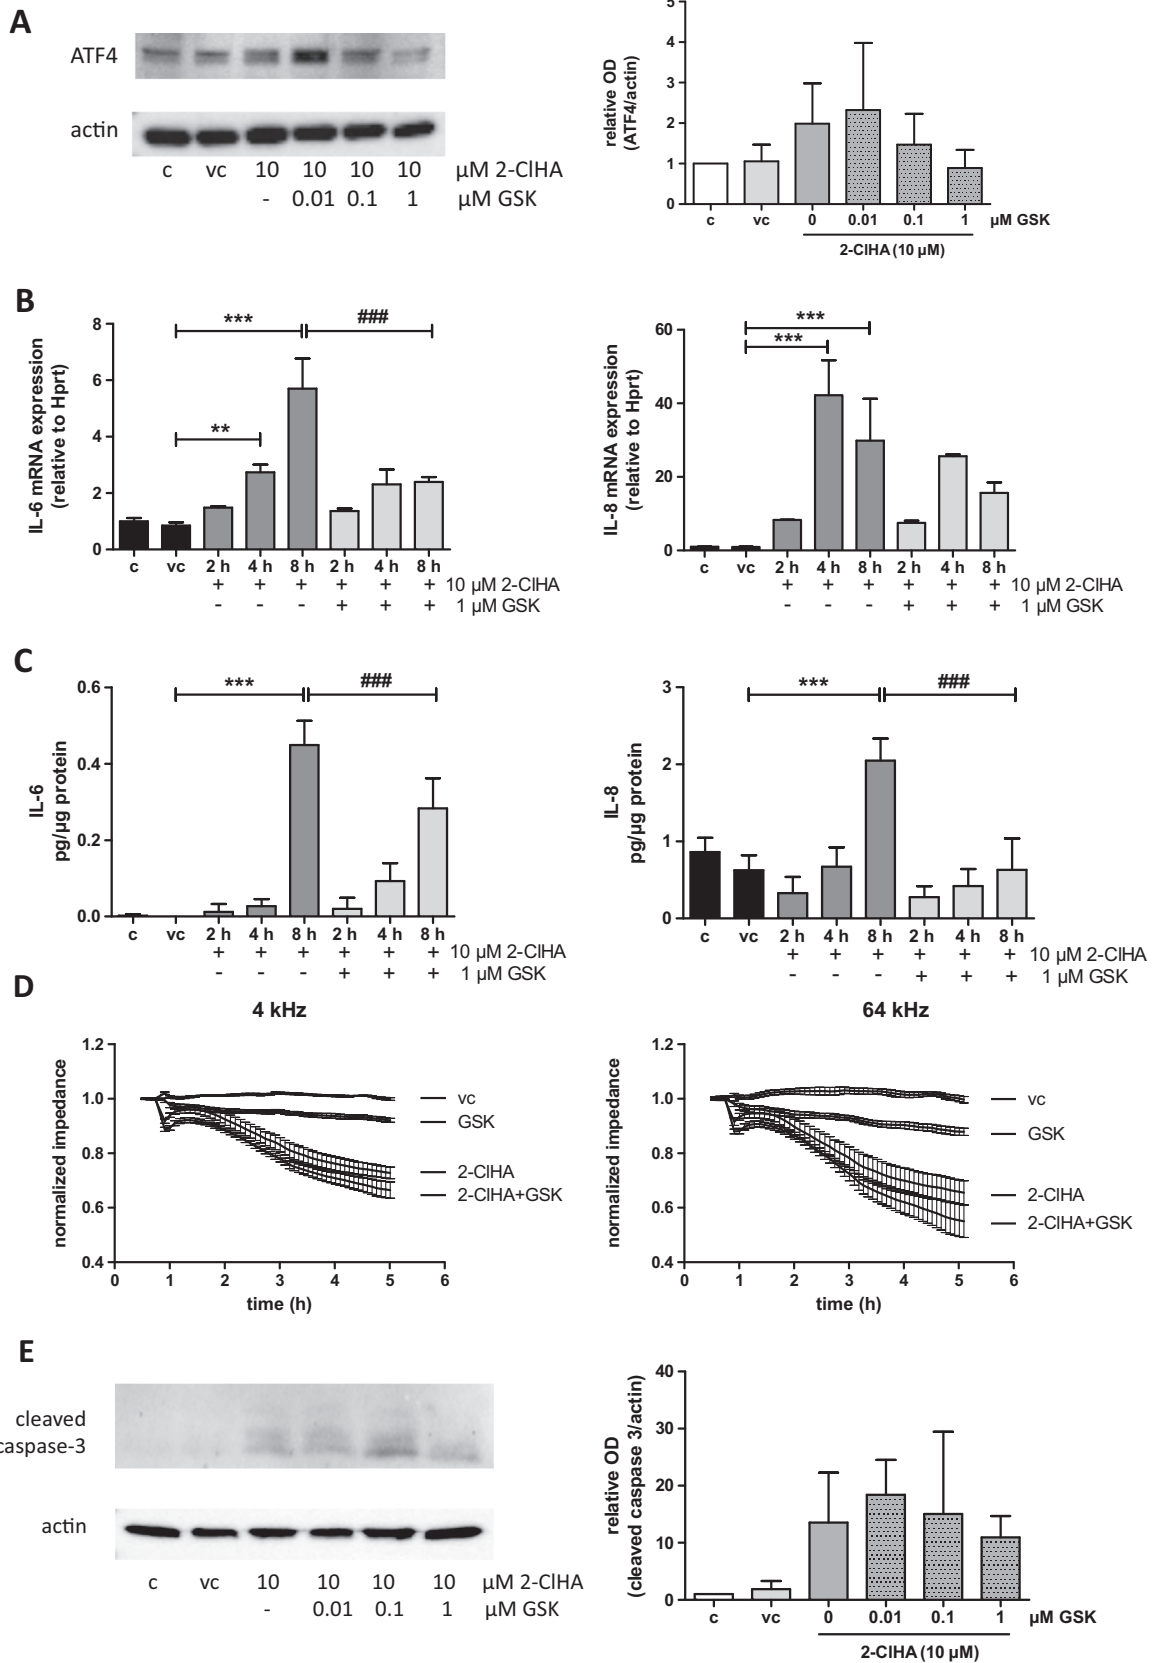 A
ATF4
actin
c vc 10 10 10 10 µM 2-ClHA
- 0.01 0.1 1 µM GSK
relative OD
(ATF4/actin)
5
4
3
2
1
0
c vc 0 0.01 0.1 1 µM GSK
2-ClHA (10 µM)
B
IL-6 mRNA expression
(relative to Hprt)
8
6
4
2
0
*** ###
**
c vc 2 h 4 h 8 h 2 h 4 h 8 h
+ + + + + + 10 µM 2-ClHA
- - - + + + 1 µM GSK
IL-8 mRNA expression
(relative to Hprt)
60
40
20
0
***
***
c vc 2 h 4 h 8 h 2 h 4 h 8 h
+ + + + + + 10 µM 2-ClHA
- - - + + + 1 µM GSK
C
IL-6
pg/µg protein
0.6
0.4
0.2
0.0
*** ###
c vc 2 h 4 h 8 h 2 h 4 h 8 h
+ + + + + + 10 µM 2-ClHA
- - - + + + 1 µM GSK
IL-8
pg/µg protein
3
2
1
0
*** ###
c vc 2 h 4 h 8 h 2 h 4 h 8 h
+ + + + + + 10 µM 2-ClHA
- - - + + + 1 µM GSK
D
4 kHz
normalized impedance
1.2
1.0
0.8
0.6
0.4
vc
GSK
2-ClHA
2-ClHA+GSK
0 1 2 3 4 5 6
time (h)
64 kHz
normalized impedance
1.2
1.0
0.8
0.6
0.4
vc
GSK
2-ClHA
2-ClHA+GSK
0 1 2 3 4 5 6
time (h)
E
cleaved
caspase-3
actin
c vc 10 10 10 10 µM 2-ClHA
- 0.01 0.1 1 µM GSK
relative OD
(cleaved caspase 3/actin)
40
30
20
10
0
c vc 0 0.01 0.1 1 µM GSK
2-ClHA (10 µM)